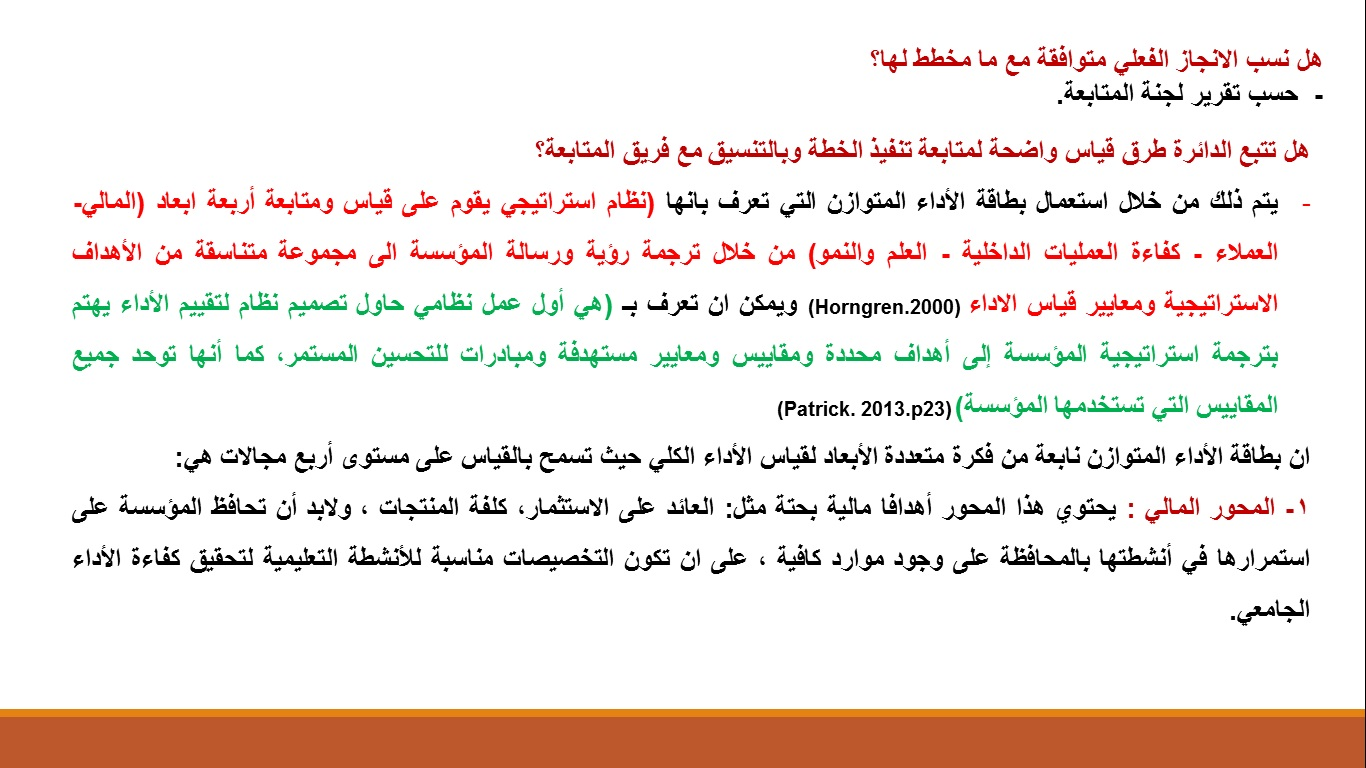 هل نسب الانجاز الفعلي متوافقة مع ما مخطط لها؟
- حسب تقرير لجنة المتابعة.
هل تتبع الدائرة طرق قياس واضحة لمتابعة تنفيذ الخطة وبالتنسيق مع فريق المتابعة؟
- يتم ذلك من خلال استعمال بطاقة الأداء المتوازن التي تعرف بانها (نظام استراتيجي يقوم على قياس ومتابعة أربعة ابعاد (المالي-
العملاء - كفاءة العمليات الداخلية - العلم والنمو) من خلال ترجمة رؤية ورسالة المؤسسة الى مجموعة متناسقة من الأهداف
الاستراتيجية ومعايير قياس الاداء (Horngren.2000) ويمكن ان تعرف بـ (هي أول عمل نظامي حاول تصميم نظام لتقييم الأداء يهتم
بترجمة استراتيجية المؤسسة إلى أهداف محددة ومقاييس ومعايير مستهدفة ومبادرات للتحسين المستمر، كما أنها توحد جميع
المقاييس التي تستخدمها المؤسسة) (Patrick. 2013.p23)
ان بطاقة الأداء المتوازن نابعة من فكرة متعددة الأبعاد لقياس الأداء الكلي حيث تسمح بالقياس على مستوى أربع مجالات هي:
١- المحور المالي : يحتوي هذا المحور أهدافا مالية بحتة مثل: العائد على الاستثمار، كلفة المنتجات ، ولابد أن تحافظ المؤسسة على
استمرارها في أنشطتها بالمحافظة على وجود موارد كافية ، على ان تكون التخصيصات مناسبة للأنشطة التعليمية لتحقيق كفاءة الأداء
الجامعي.